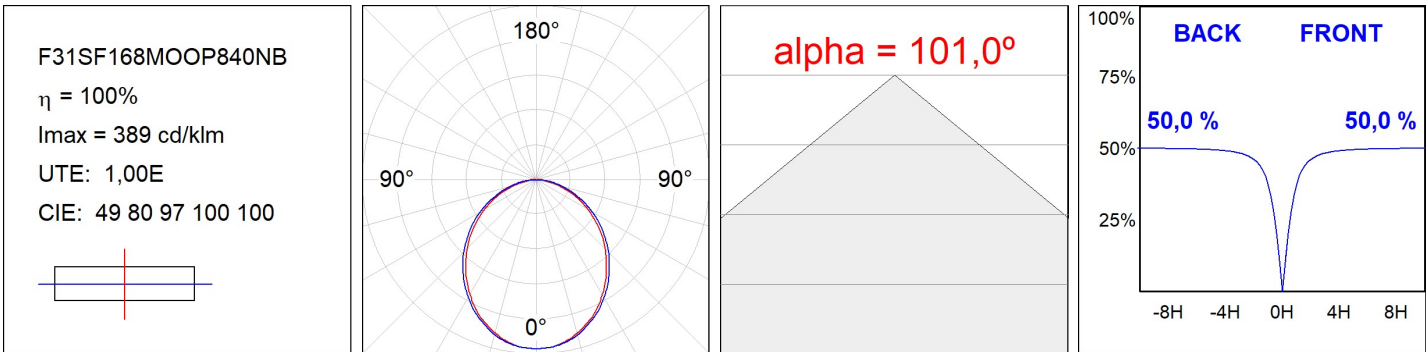 F31SF168MOOP840NB
η = 100%
Imax = 389 cd/klm
UTE: 1,00E
CIE: 49 80 97 100 100
180°
90° 90°
0°
alpha = 101,0º
100%
BACK FRONT
75%
50,0 % 50,0 %
50%
25%
-8H -4H 0H 4H 8H